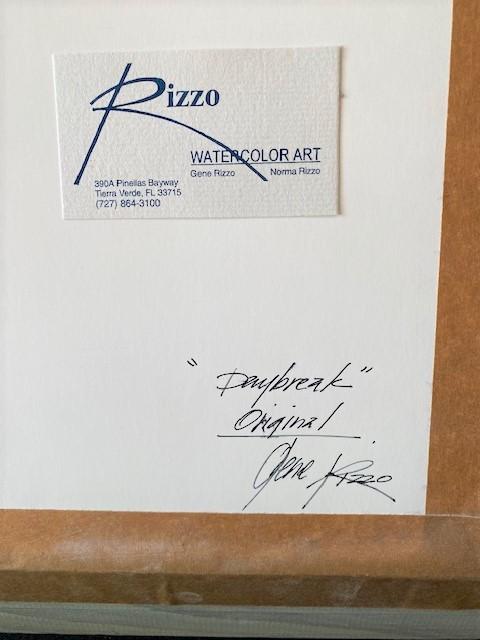 Rizzo
WATERCOLOR ART
Gene Rizzo Norma Rizzo
390A Pinellas Bayway
Tierra Verde, FL 33715
(727) 864-3100
"Daybreak"
Original
Gene Rizzo